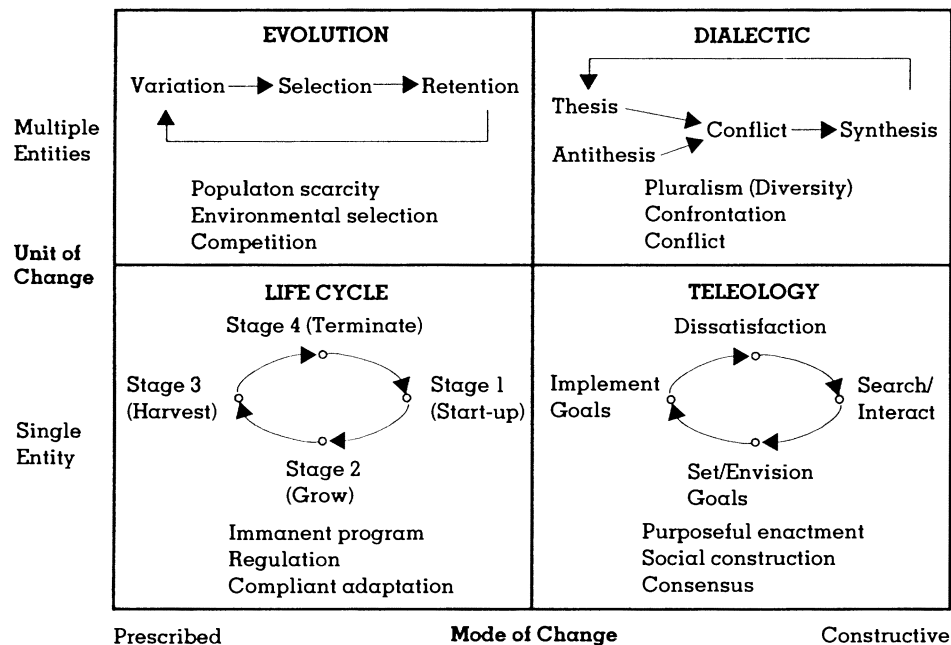 EVOLUTION
Variation Selection Retention
Populaton scarcity
Environmental selection
Competition
DIALECTIC
Thesis
Antithesis
Conflict Synthesis
Pluralism (Diversity)
Confrontation
Conflict
Multiple
Entities
Unit of
Change
LIFE CYCLE
Stage 4 (Terminate)
Stage 3
(Harvest)
Stage 1
(Start-up)
Stage 2
(Grow)
Immanent program
Regulation
Compliant adaptation
TELEOLOGY
Dissatisfaction
Implement
Goals
Search/
Interact
Set/Envision
Goals
Purposeful enactment
Social construction
Consensus
Single
Entity
Prescribed Mode of Change Constructive